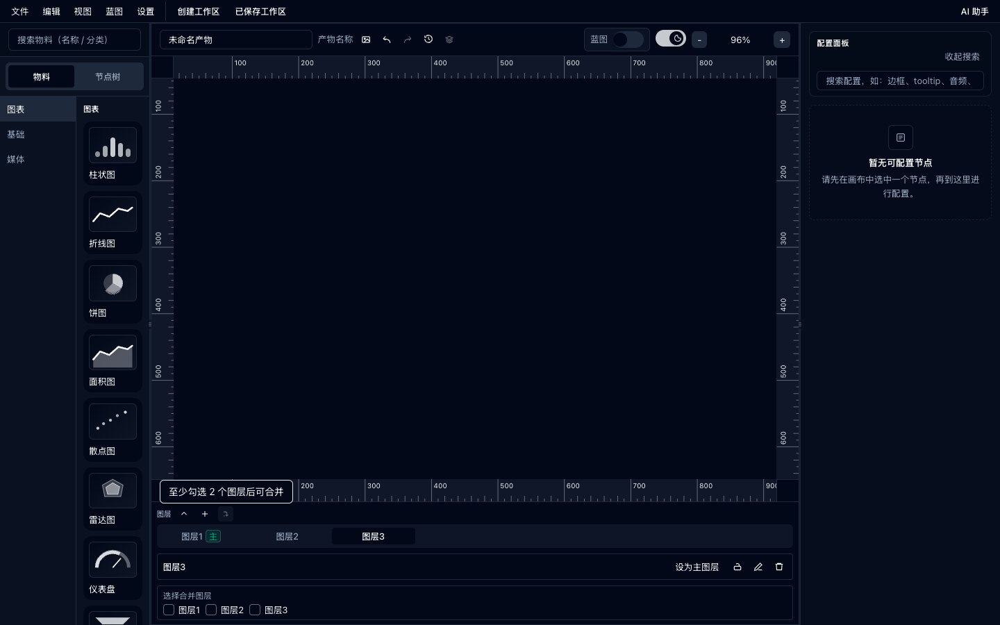 文件 编辑 视图 蓝图 设置 创建工作区 已保存工作区 AI 助手
搜索物料（名称 / 分类）
物料 节点树
图表
基础
媒体
图表
柱状图
折线图
饼图
面积图
散点图
雷达图
仪表盘
未命名产物 产物名称 蓝图 - 96% +
100 200 300 400 500 600 700 800 900
100
200
300
400
500
600
100
200
300
400
500
600
至少勾选 2 个图层后可合并
200 300 400 500 600 700 800 900
图层
图层1 主 图层2 图层3
图层3 设为主图层
选择合并图层
图层1 图层2 图层3
配置面板
收起搜索
搜索配置，如：边框、tooltip、音频、
暂无可配置节点
请先在画布中选中一个节点，再到这里进
行配置。